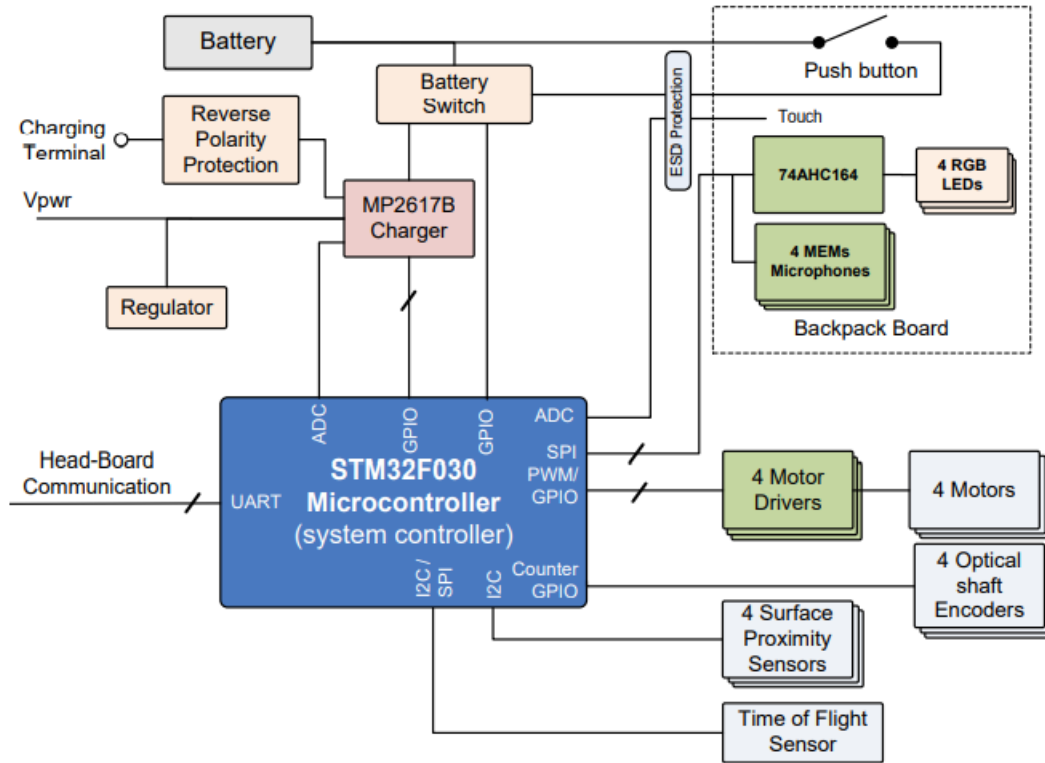 Battery
Push button
Battery
Switch
ESD Protection
Charging
Terminal
Reverse
Polarity
Protection
Touch
74AHC164
4 RGB
LEDs
Vpwr
MP2617B
Charger
4 MEMs
Microphones
Regulator
Backpack Board
ADC
GPIO
GPIO
ADC
SPI
PWM/
GPIO
Head-Board
Communication
UART
STM32F030
Microcontroller
(system controller)
4 Motor
Drivers
4 Motors
I2C /
SPI
I2C
Counter
GPIO
4 Optical
shaft
Encoders
4 Surface
Proximity
Sensors
Time of Flight
Sensor